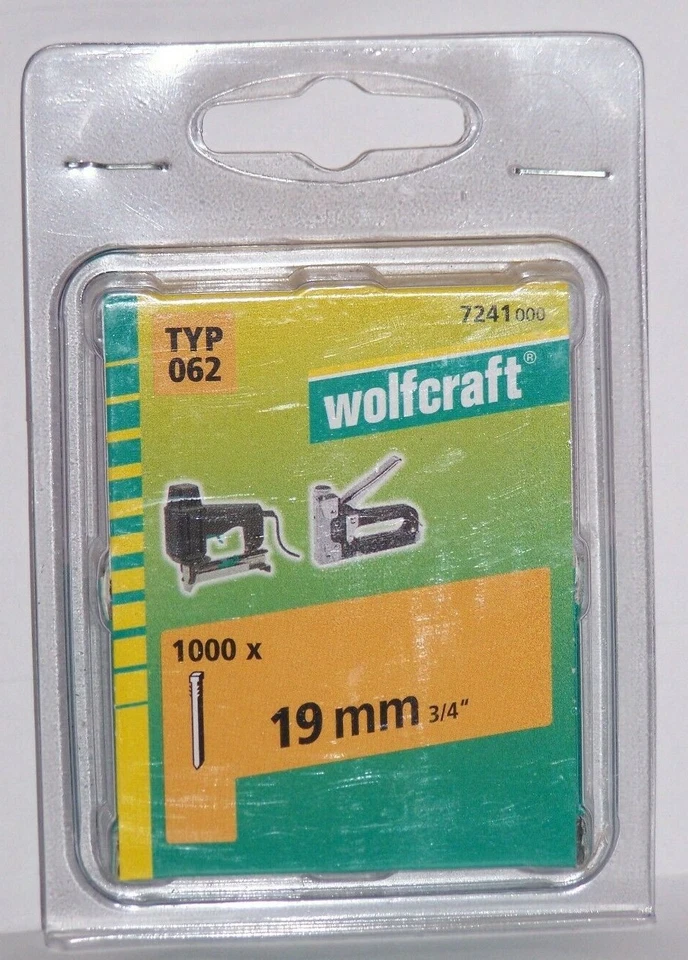 7241000
TYP
062
wolfcraft®
1000 x
19 mm 3/4"